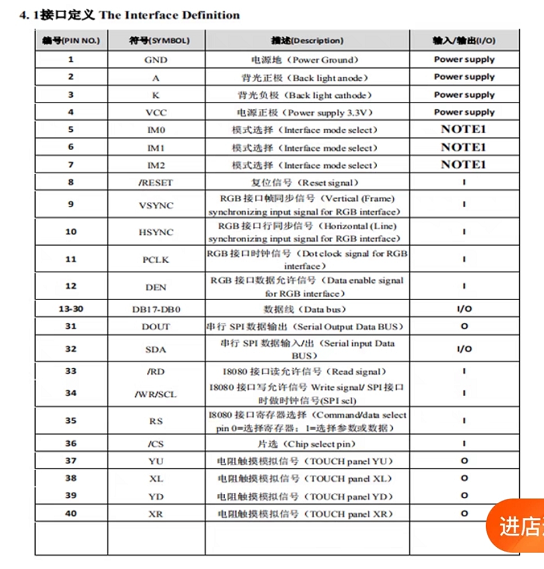 4. 1接口定义 The Interface Definition
编号(PIN NO.) 符号(SYMBOL) 描述(Description) 输入/输出(I/O)
1 GND 电源地（Power Ground） Power supply
2 A 背光正极（Back light anode） Power supply
3 K 背光负极（Back light cathode） Power supply
4 VCC 电源正极（Power supply 3.3V） Power supply
5 IM0 模式选择（Interface mode select） NOTE1
6 IM1 模式选择（Interface mode select） NOTE1
7 IM2 模式选择（Interface mode select） NOTE1
8 /RESET 复位信号（Reset signal） I
9 VSYNC RGB 接口帧同步信号（Vertical (Frame)
synchronizing input signal for RGB interface） I
10 HSYNC RGB 接口行同步信号（Horizontal (Line)
synchronizing input signal for RGB interface） I
11 PCLK RGB 接口时钟信号（Dot clock signal for RGB
interface） I
12 DEN RGB 接口数据允许信号（Data enable signal
for RGB interface） I
13-30 DB17-DB0 数据线（Data bus） I/O
31 DOUT 串行 SPI 数据输出（Serial Output Data BUS） O
32 SDA 串行 SPI 数据输入/出（Serial input Data
BUS） I/O
33 /RD I8080 接口读允许信号（Read signal） I
34 /WR/SCL I8080 接口写允许信号 Write signal/ SPI 接口
时做时钟信号(SPI scl) I
35 RS I8080 接口寄存器选择（Command/data select
pin 0=选择寄存器；1=选择参数或数据） I
36 /CS 片选（Chip select pin） I
37 YU 电阻触摸模拟信号（TOUCH panel YU） O
38 XL 电阻触摸模拟信号（TOUCH panel XL） O
39 YD 电阻触摸模拟信号（TOUCH panel YD） O
40 XR 电阻触摸模拟信号（TOUCH panel XR） O
进店